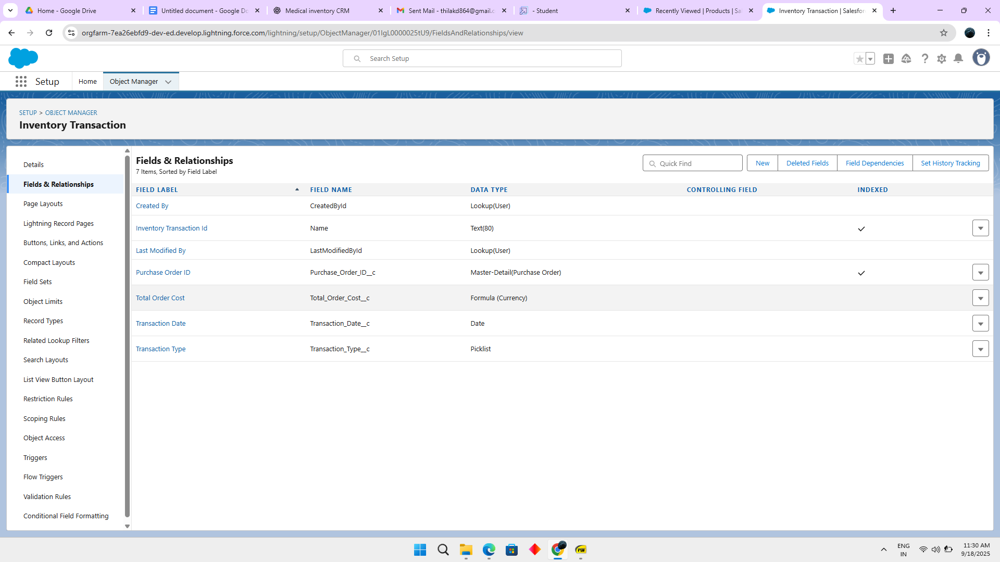 Home - Google Drive
Untitled document - Google Do
Medical inventory CRM
Sent Mail - thilakd864@gmail.c
- Student
Recently Viewed | Products | Sa
Inventory Transaction | Salesfor
orgfarm-7ea26ebfd9-dev-ed.develop.lightning.force.com/lightning/setup/ObjectManager/01IgL0000025tU9/FieldsAndRelationships/view
Search Setup
Setup
Home
Object Manager
SETUP > OBJECT MANAGER
Inventory Transaction
Details
Fields & Relationships
Page Layouts
Lightning Record Pages
Buttons, Links, and Actions
Compact Layouts
Field Sets
Object Limits
Record Types
Related Lookup Filters
Search Layouts
List View Button Layout
Restriction Rules
Scoping Rules
Object Access
Triggers
Flow Triggers
Validation Rules
Conditional Field Formatting
Fields & Relationships
7 Items, Sorted by Field Label
Quick Find
New
Deleted Fields
Field Dependencies
Set History Tracking
FIELD LABEL FIELD NAME DATA TYPE CONTROLLING FIELD INDEXED
Created By CreatedById Lookup(User)
Inventory Transaction Id Name Text(80)
Last Modified By LastModifiedById Lookup(User)
Purchase Order ID Purchase_Order_ID__c Master-Detail(Purchase Order)
Total Order Cost Total_Order_Cost__c Formula (Currency)
Transaction Date Transaction_Date__c Date
Transaction Type Transaction_Type__c Picklist
PDF
ENG
IN
11:30 AM
9/18/2025